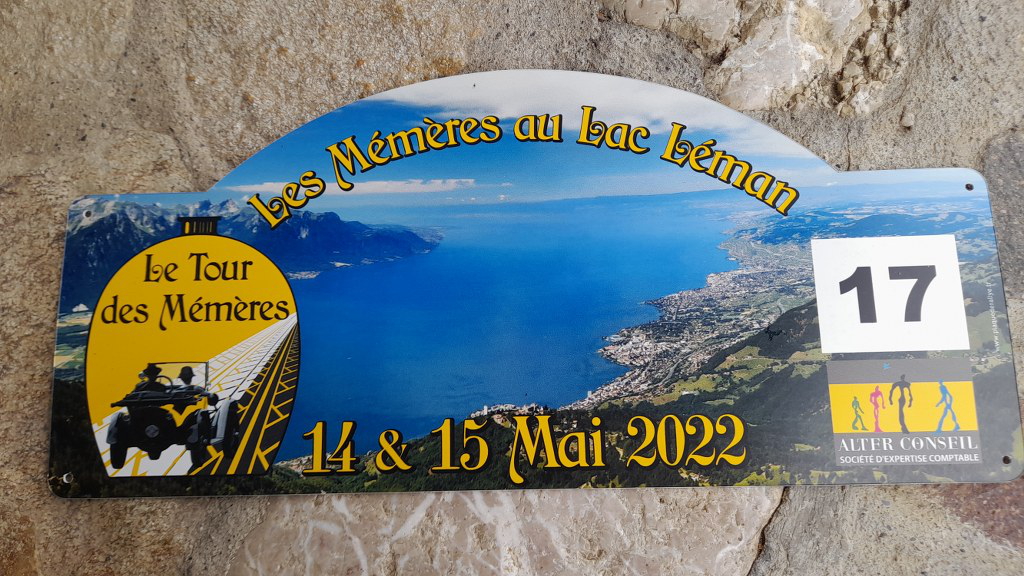 Les Mémères au Lac Léman
Le Tour
des Mémères
17
14 & 15 Mai 2022
ALTER CONSEIL
SOCIÉTÉ D'EXPERTISE COMPTABLE